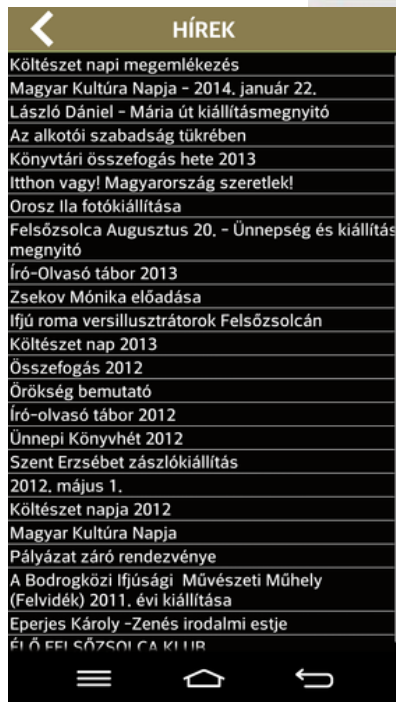 HÍREK
Költészet napi megemlékezés
Magyar Kultúra Napja - 2014. január 22.
László Dániel - Mária út kiállításmegnyitó
Az alkotói szabadság tükrében
Könyvtári összefogás hete 2013
Itthon vagy! Magyarország szeretlek!
Orosz Ila fotókiállítása
Felsőzsolca Augusztus 20. - Ünnepség és kiállítás
megnyitó
Író-Olvasó tábor 2013
Zsekov Mónika előadása
Ifjú roma versillusztrátorok Felsőzsolcán
Költészet nap 2013
Összefogás 2012
Örökség bemutató
Író-olvasó tábor 2012
Ünnepi Könyvhét 2012
Szent Erzsébet zászlókiállítás
2012. május 1.
Költészet napja 2012
Magyar Kultúra Napja
Pályázat záró rendezvénye
A Bodrogközi Ifjúsági  Művészeti Műhely
(Felvidék) 2011. évi kiállítása
Eperjes Károly -Zenés irodalmi estje
ÉLŐ FELSŐZSOLCA KLUB